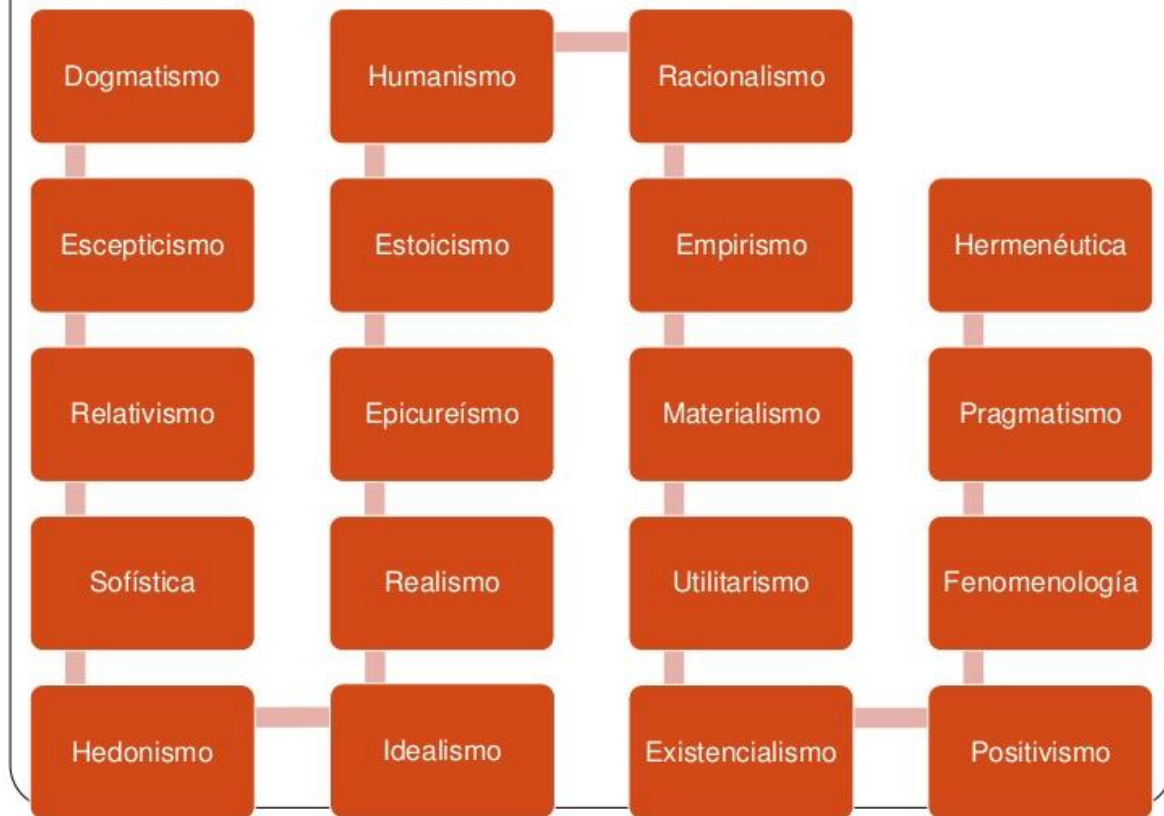 Dogmatismo
Escepticismo
Relativismo
Sofística
Hedonismo
Idealismo
Realismo
Epicureísmo
Estoicismo
Humanismo
Racionalismo
Empirismo
Materialismo
Utilitarismo
Existencialismo
Positivismo
Fenomenología
Pragmatismo
Hermenéutica